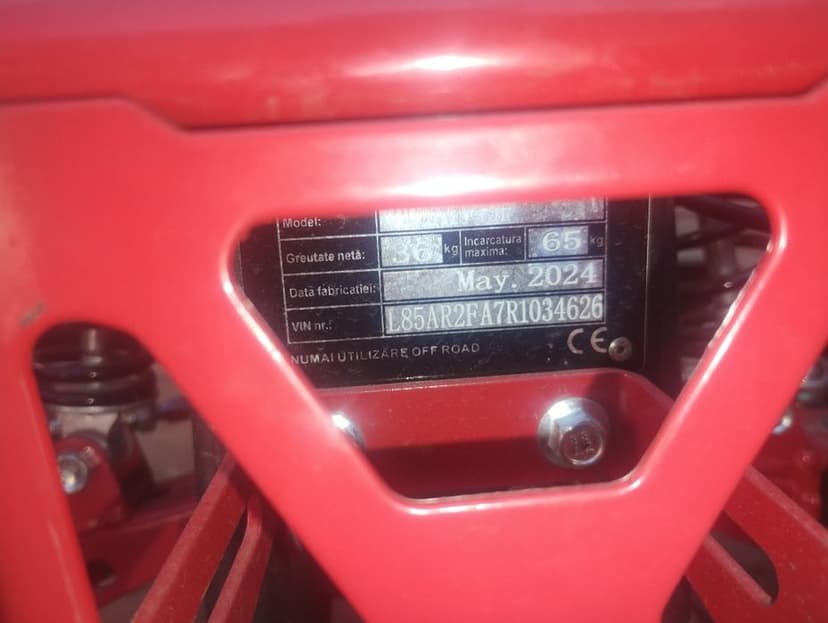 Model:
Greutate netă: 36 kg Incarcatura maxima: 65 kg
Data fabricatiei: May. 2024
VIN nr.: L85AR2FA7R1034626
NUMAI UTILIZARE OFF ROAD CE